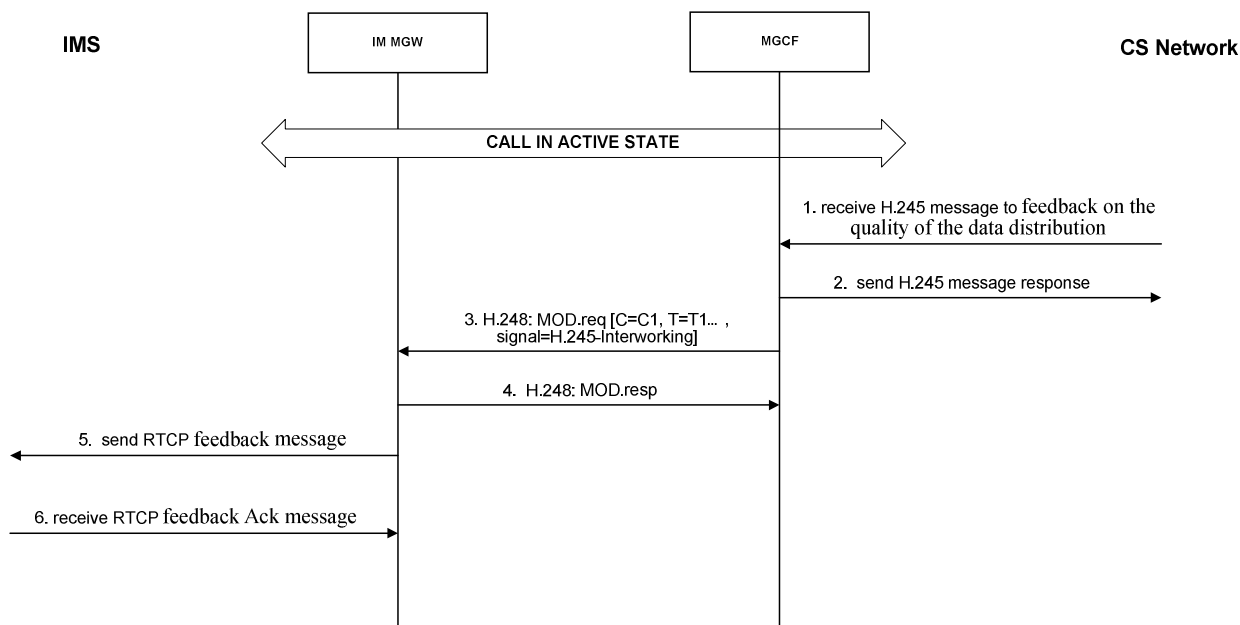 IMS
IM MGW
MGCF
CS Network
CALL IN ACTIVE STATE
1. receive H.245 message to feedback on the
quality of the data distribution
2. send H.245 message response
3. H.248: MOD.req [C=C1, T=T1... ,
signal=H.245-Interworking]
4. H.248: MOD.resp
5. send RTCP feedback message
6. receive RTCP feedback Ack message